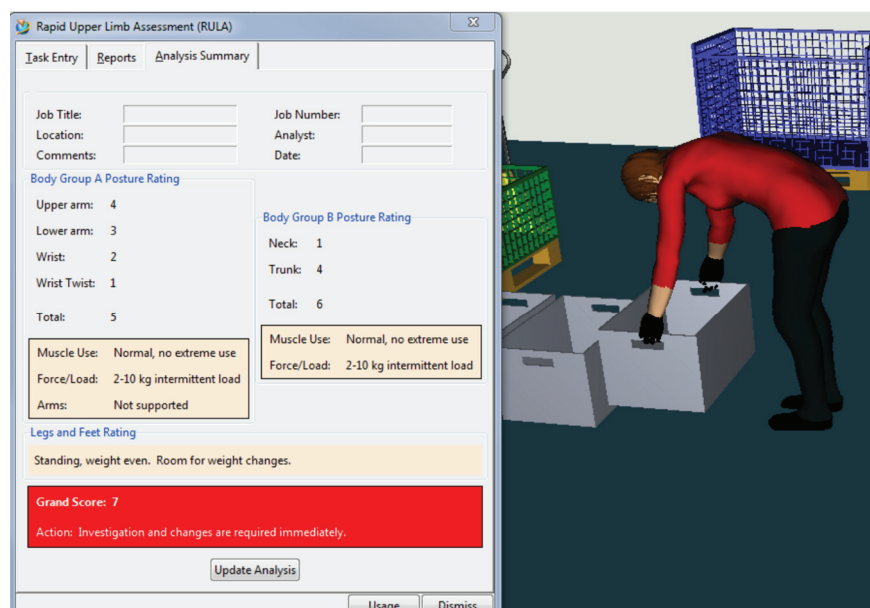 Rapid Upper Limb Assessment (RULA)
Task Entry Reports Analysis Summary
Job Title: Job Number:
Location: Analyst:
Comments: Date:
Body Group A Posture Rating
Upper arm: 4
Lower arm: 3
Wrist: 2
Wrist Twist: 1
Total: 5
Muscle Use: Normal, no extreme use
Force/Load: 2-10 kg intermittent load
Arms: Not supported
Body Group B Posture Rating
Neck: 1
Trunk: 4
Total: 6
Muscle Use: Normal, no extreme use
Force/Load: 2-10 kg intermittent load
Legs and Feet Rating
Standing, weight even. Room for weight changes.
Grand Score: 7
Action: Investigation and changes are required immediately.
Update Analysis
Usage Dismiss